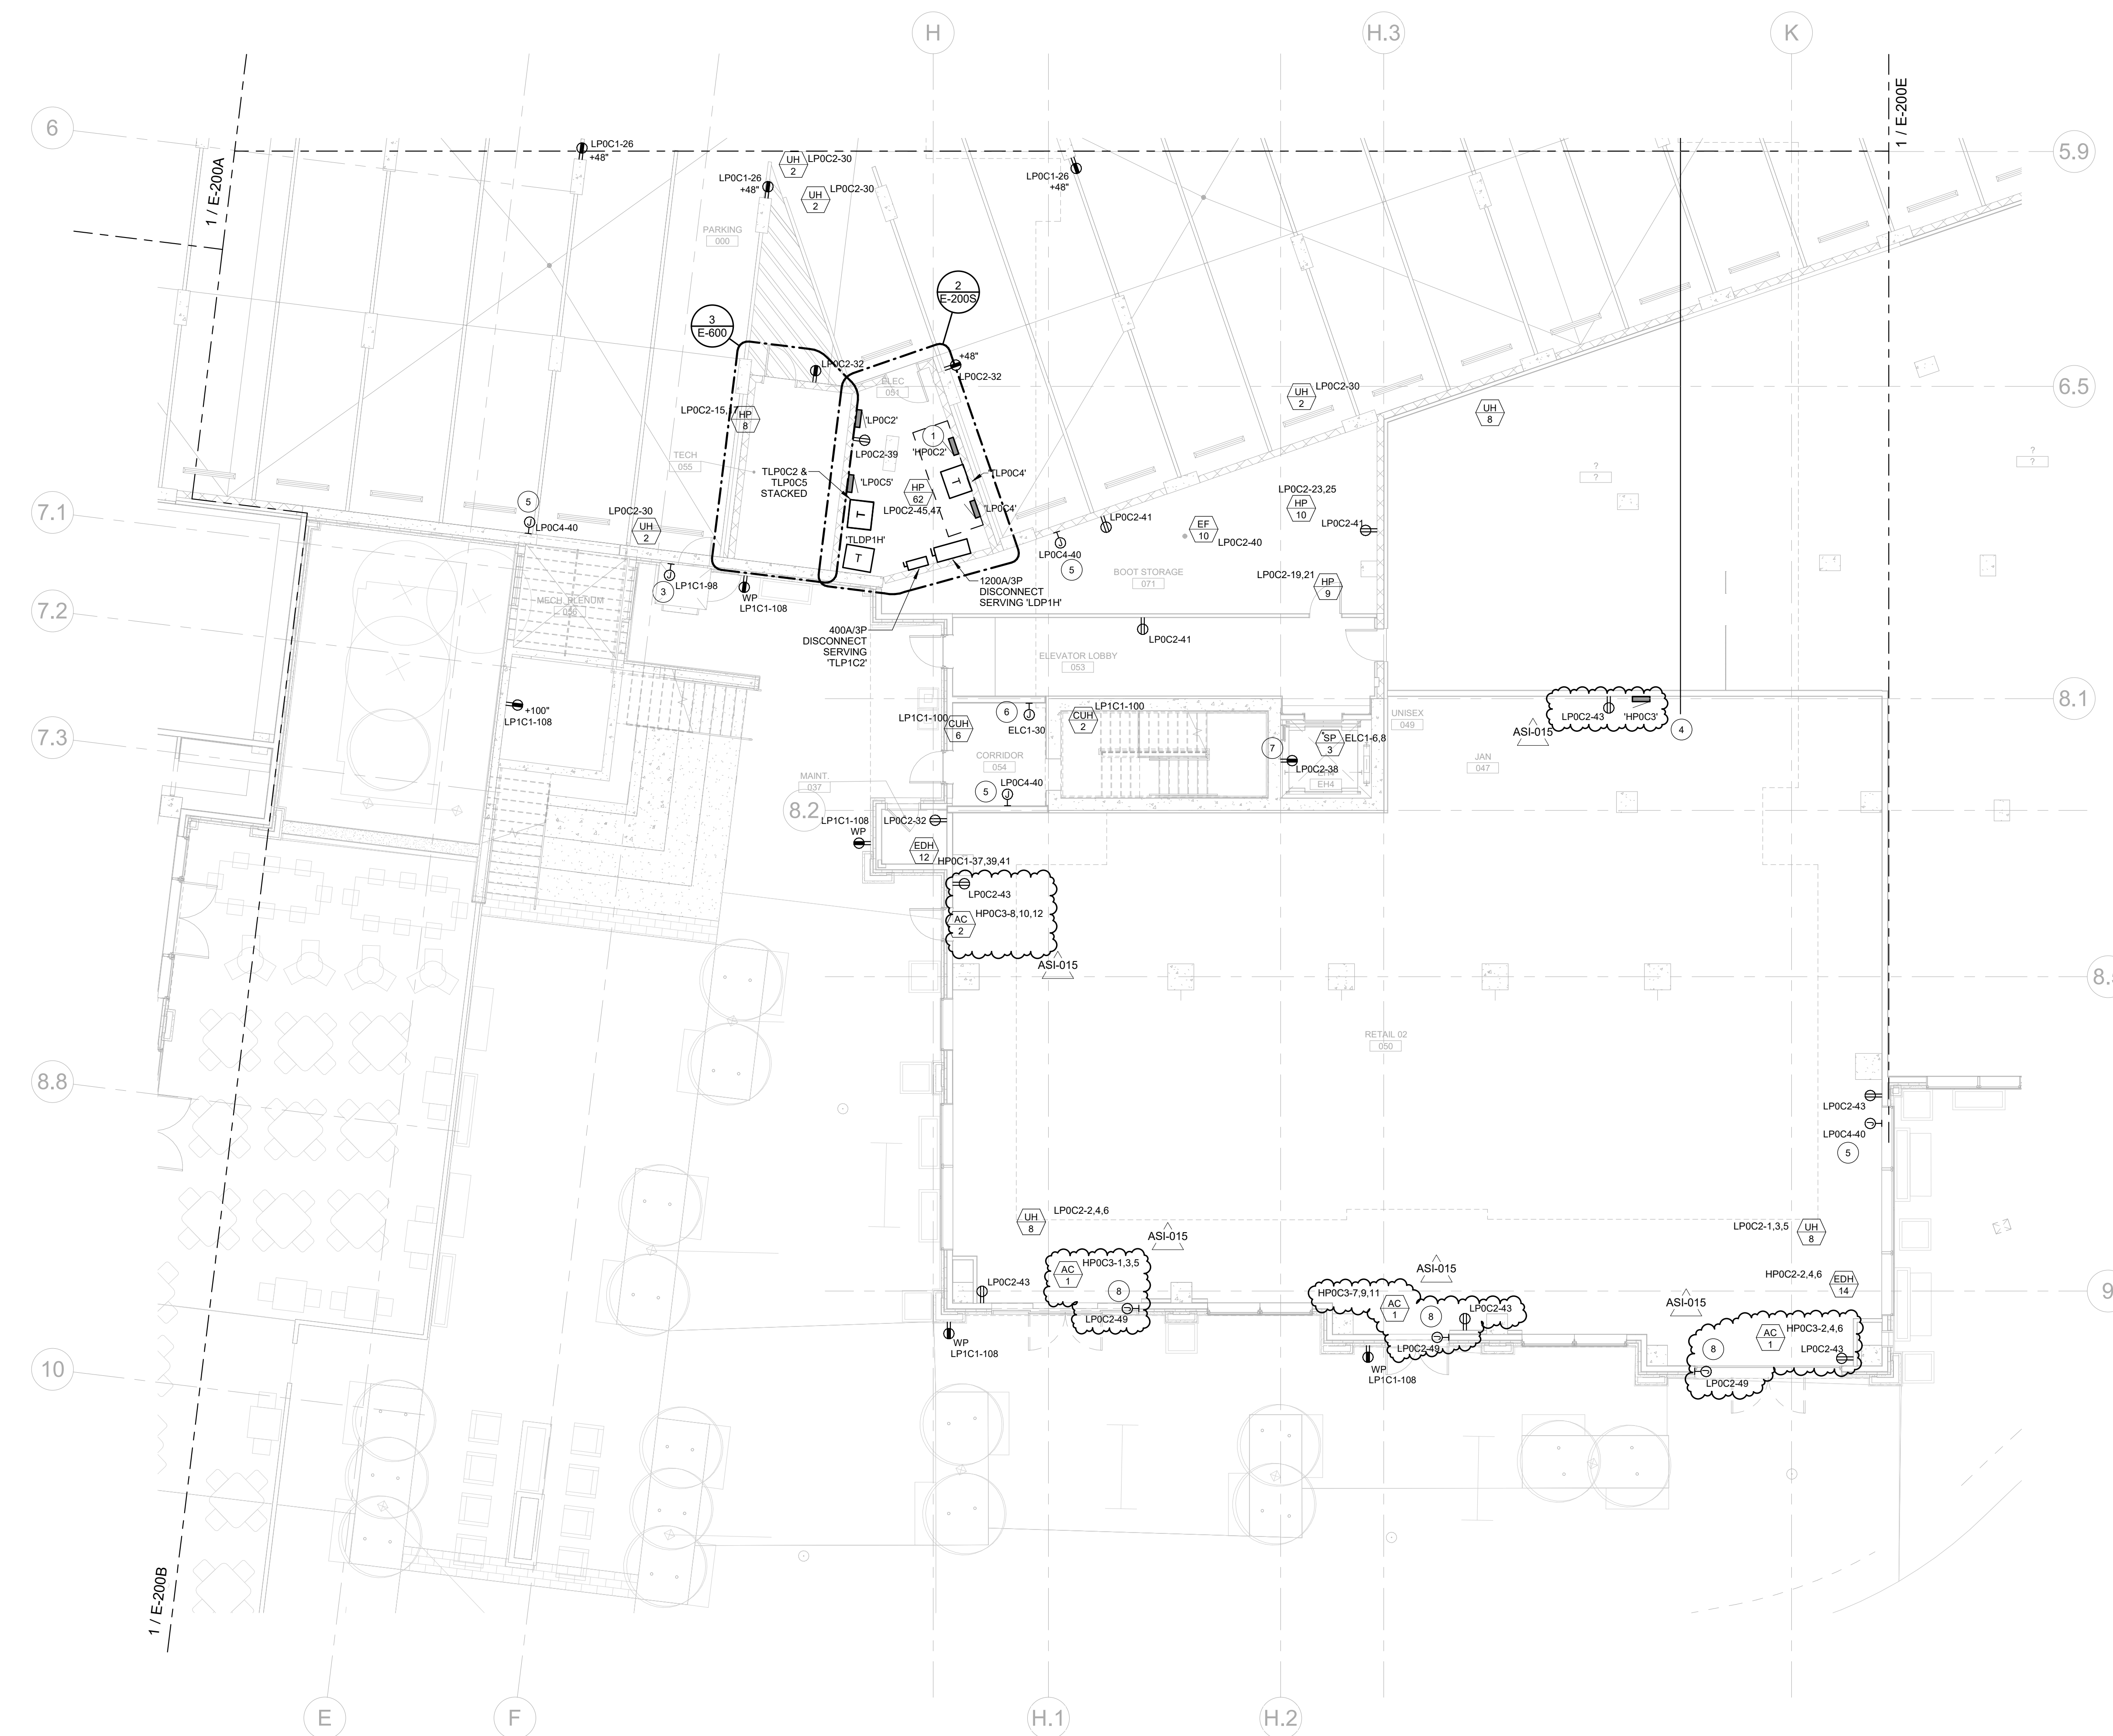 H
H.3
K
1 / E-200A
1 / E-200E
6
5.9
LP0C1-26
+48"
UH
2
LP0C2-30
LP0C1-26
+48"
UH
2
LP0C2-30
LP0C1-26
+48"
PARKING
000
2
E-200S
3
E-600
LP0C2-32
+48"
LP0C2-32
ELEC
051
6.5
UH
2
LP0C2-30
UH
8
HP
8
'LP0C2'
1
'HP0C2'
LP0C2-39
TECH
055
TLP0C2 &
TLP0C5
STACKED
'LP0C5'
HP
62
LP0C2-45,47
'TLP0C4'
'LP0C4'
?
?
?
?
7.1
5
LP0C4-40
LP0C2-30
UH
2
'TLDP1H'
LP0C4-40
5
LP0C2-41
EF
10
LP0C2-40
LP0C2-23,25
HP
10
LP0C2-41
BOOT STORAGE
071
LP0C2-19,21
HP
9
3
LP1C1-98
WP
LP1C1-108
1200A/3P
DISCONNECT
SERVING 'LDP1H'
7.2
MECH. PLENUM
056
400A/3P
DISCONNECT
SERVING
'TLP1C2'
LP0C2-41
ELEVATOR LOBBY
053
8.1
+100"
LP1C1-108
7.3
LP1C1-100
CUH
6
6
ELC1-30
CUH
2
LP1C1-100
UNISEX
049
LP0C2-43
'HP0C3'
ASI-015
4
CORRIDOR
054
7
SP
3
ELC1-6,8
LP0C2-38
EH4
JAN
047
MAINT.
037
5
LP0C4-40
8.2
LP1C1-108
WP
LP0C2-32
EDH
12
HP0C1-37,39,41
LP0C2-43
AC
2
HP0C3-8,10,12
ASI-015
RETAIL 02
050
8.8
LP0C2-43
LP0C4-40
5
UH
8
LP0C2-2,4,6
LP0C2-1,3,5
UH
8
ASI-015
ASI-015
HP0C2-2,4,6
EDH
14
ASI-015
LP0C2-43
AC
1
HP0C3-1,3,5
8
LP0C2-49
HP0C3-7,9,11
AC
1
8
LP0C2-43
LP0C2-49
AC
1
HP0C3-2,4,6
8
LP0C2-43
LP0C2-49
9
WP
LP1C1-108
WP
LP1C1-108
10
1 / E-200B
E
F
H.1
H.2